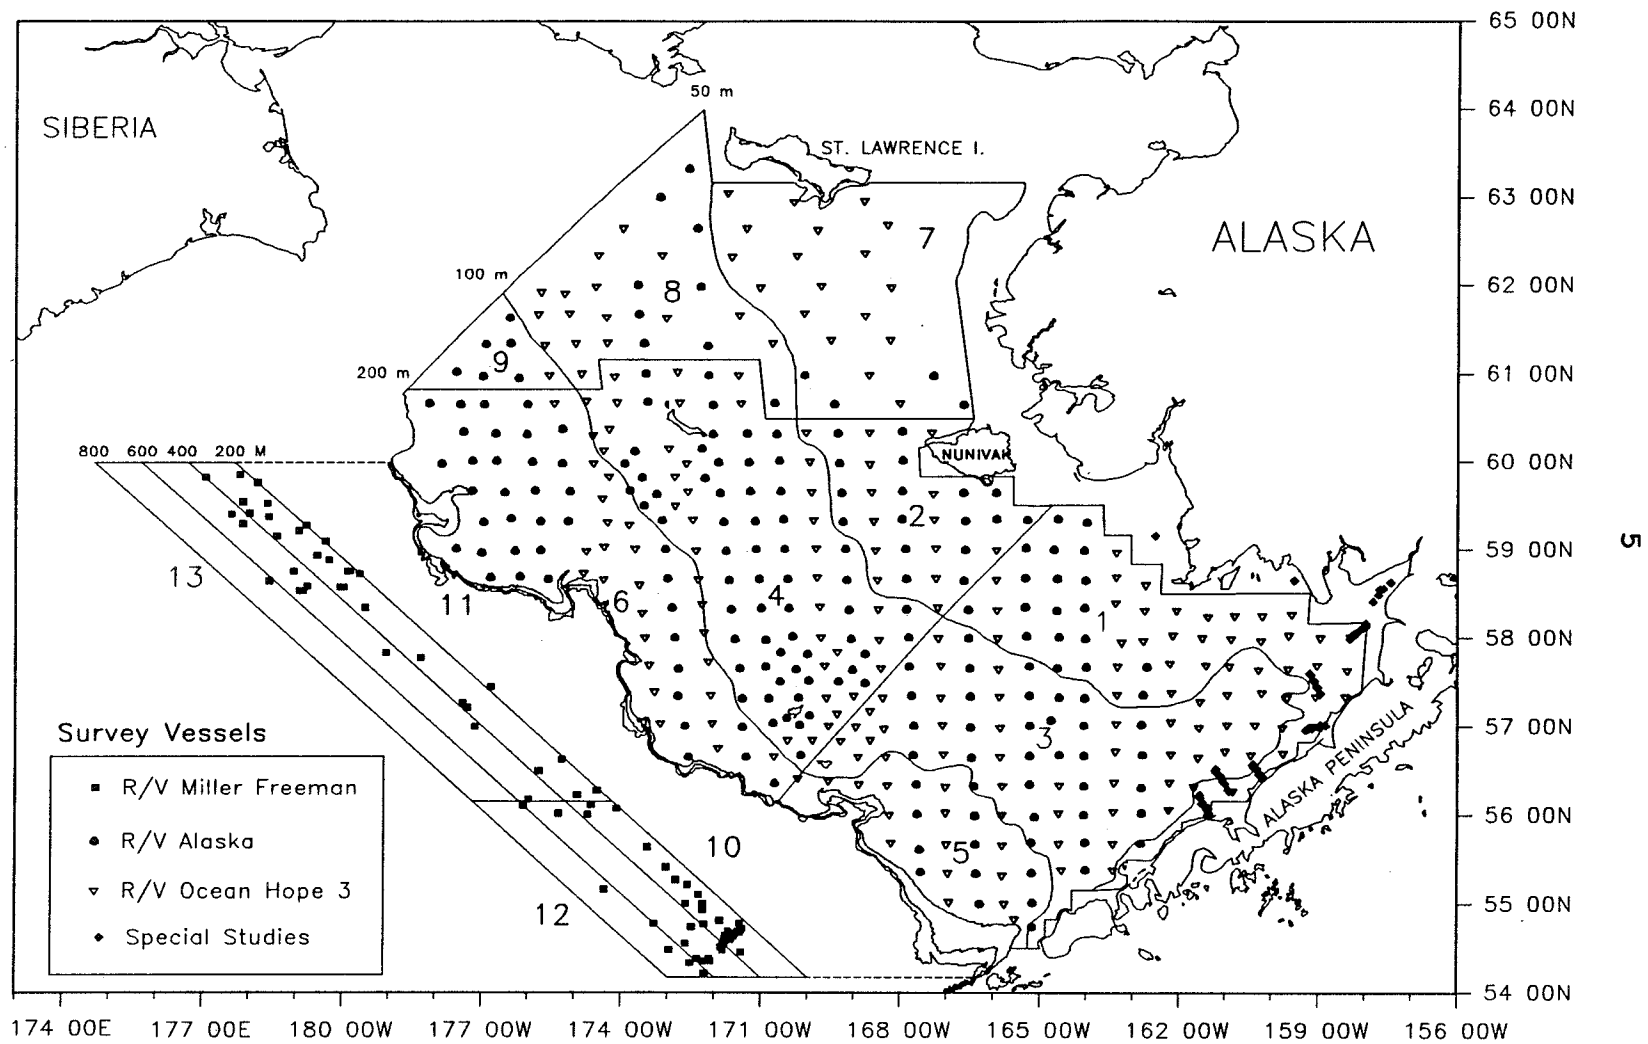 65 00N
50 m
64 00N
SIBERIA
ST. LAWRENCE I.
63 00N
7
ALASKA
100 m
8
62 00N
9
200 m
61 00N
800 600 400 200 M
NUNIVAK
60 00N
2
5
59 00N
13
11
6
4
1
58 00N
Survey Vessels
R/V Miller Freeman
R/V Alaska
R/V Ocean Hope 3
Special Studies
3
57 00N
ALASKA PENINSULA
56 00N
10
5
12
55 00N
54 00N
174 00E 177 00E 180 00W 177 00W 174 00W 171 00W 168 00W 165 00W 162 00W 159 00W 156 00W